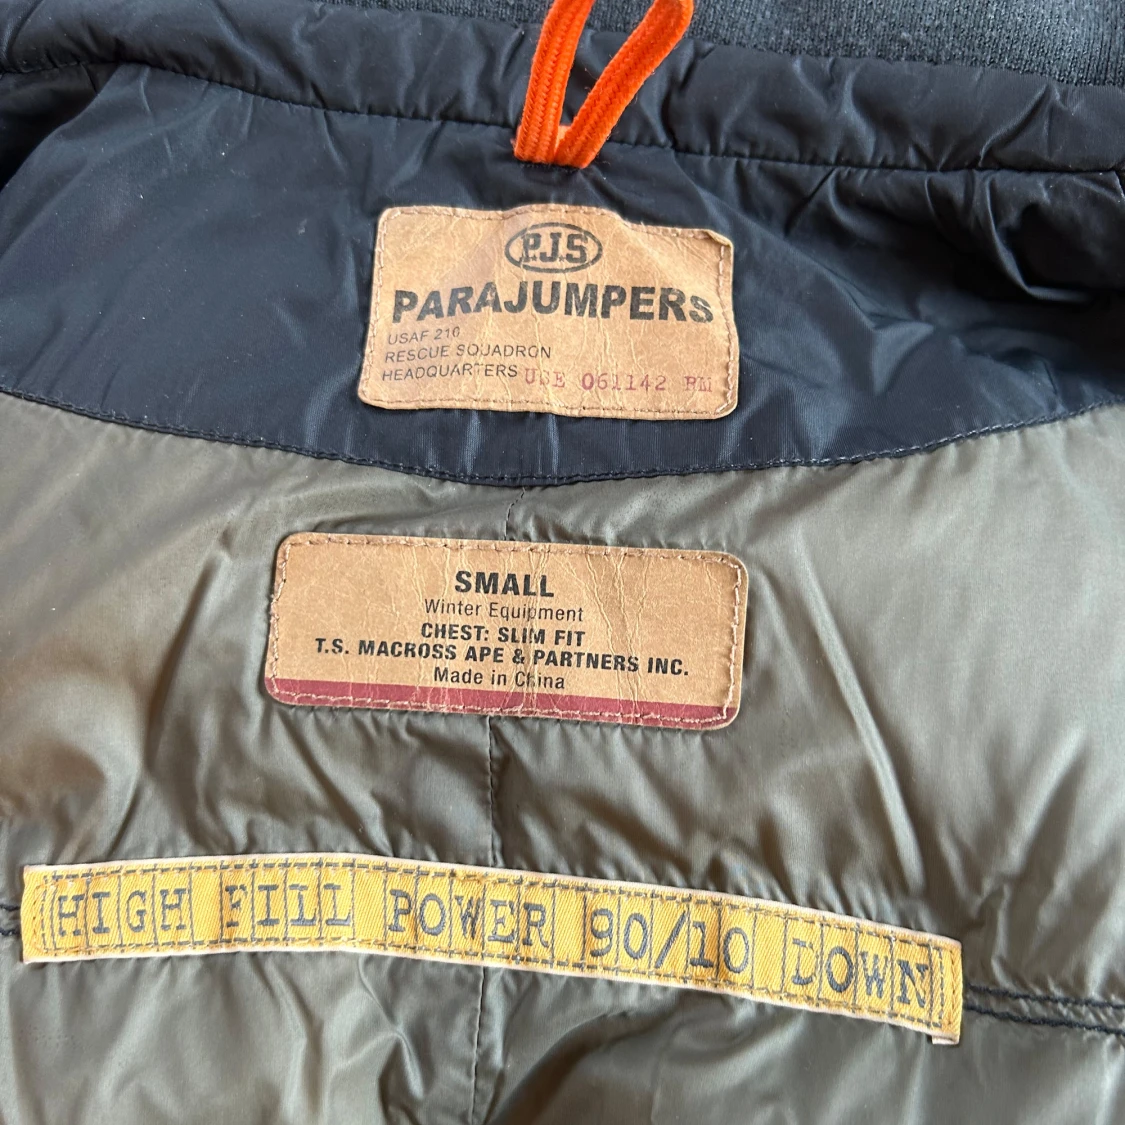 P.J.S
PARAJUMPERS
USAF 210
RESCUE SQUADRON
HEADQUARTERS USE 061142 RM
SMALL
Winter Equipment
CHEST: SLIM FIT
T.S. MACROSS APE & PARTNERS INC.
Made in China
HIGH FILL POWER 90/10 DOWN